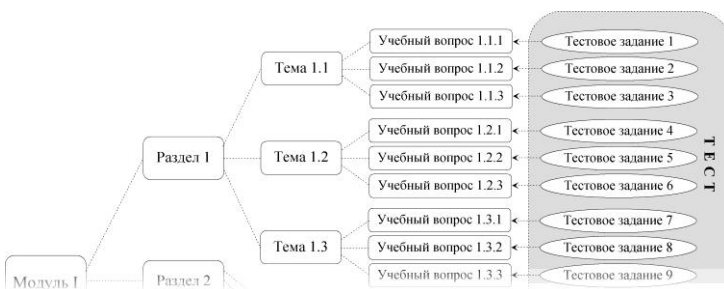 Учебный вопрос 1.1.1
Тестовое задание 1
Учебный вопрос 1.1.2
Тестовое задание 2
Учебный вопрос 1.1.3
Тестовое задание 3
Тема 1.1
Учебный вопрос 1.2.1
Тестовое задание 4
Учебный вопрос 1.2.2
Тестовое задание 5
Учебный вопрос 1.2.3
Тестовое задание 6
Тема 1.2
Раздел 1
ТЕСТ
Учебный вопрос 1.3.1
Тестовое задание 7
Учебный вопрос 1.3.2
Тестовое задание 8
Учебный вопрос 1.3.3
Тестовое задание 9
Тема 1.3
Модуль I
Раздел 2